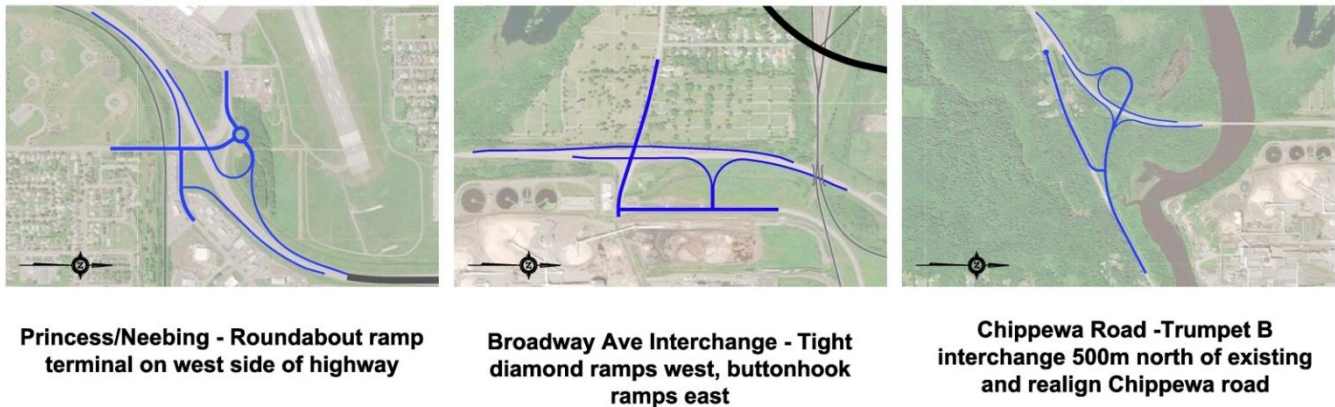 Princess/Neebing - Roundabout ramp
terminal on west side of highway
Broadway Ave Interchange - Tight
diamond ramps west, buttonhook
ramps east
Chippewa Road -Trumpet B
interchange 500m north of existing
and realign Chippewa road